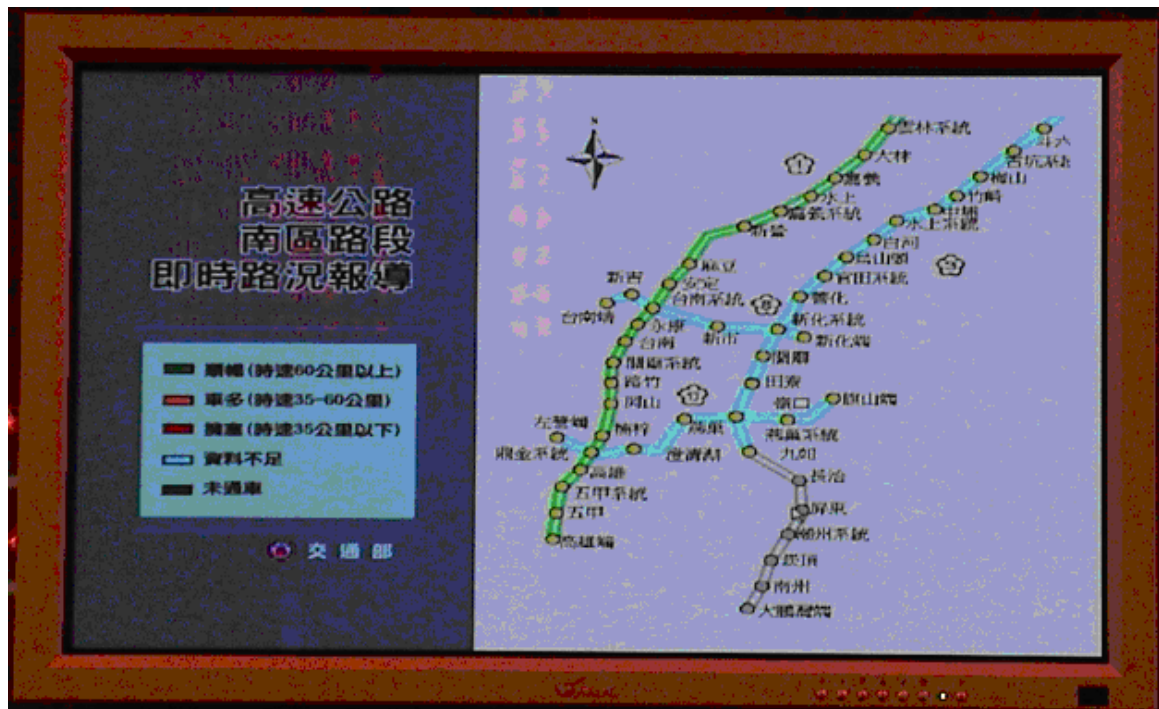 高速公路
南區路段
即時路況報導
順暢(時速60公里以上)
車多(時速35-60公里)
擁塞(時速35公里以下)
資料不足
未通車
交通部
N
雲林系統
斗六
古坑系統
大林
1
梅山
嘉義
竹崎
水上
中埔
嘉義系統
水上系統
新營
白河
烏山頭
3
麻豆
官田系統
新吉
安定
善化
台南系統
8
台南端
新化系統
永康
新市
台南
新化端
關廟系統
關廟
路竹
田寮
岡山
10
嶺口
旗山端
左營端
楠梓
燕巢
燕巢系統
鼎金系統
澄清湖
九如
高雄
長治
五甲系統
五甲
屏東
潮州系統
高雄端
崁頂
南州
大鵬灣端